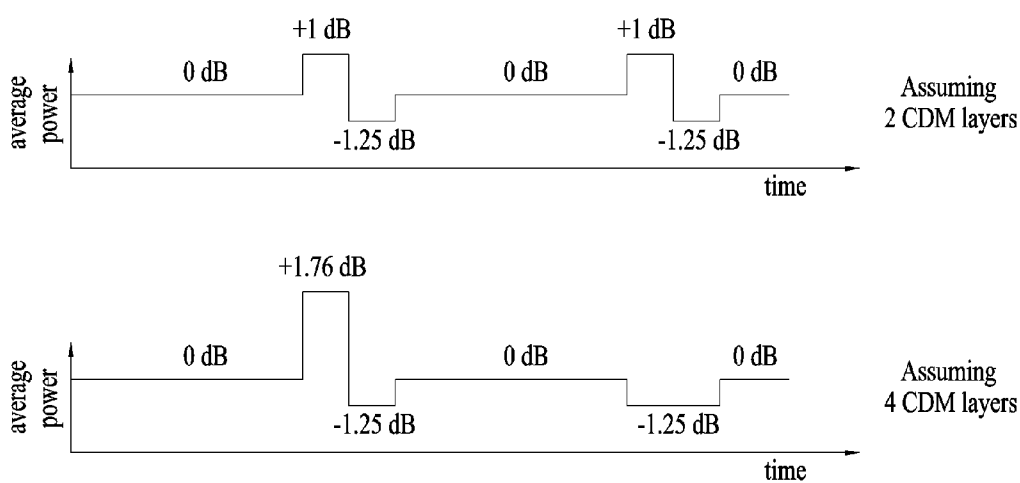 +1 dB
+1 dB
0 dB
0 dB
0 dB
average
power
-1.25 dB
-1.25 dB
time
Assuming
2 CDM layers
+1.76 dB
0 dB
0 dB
0 dB
average
power
-1.25 dB
-1.25 dB
time
Assuming
4 CDM layers